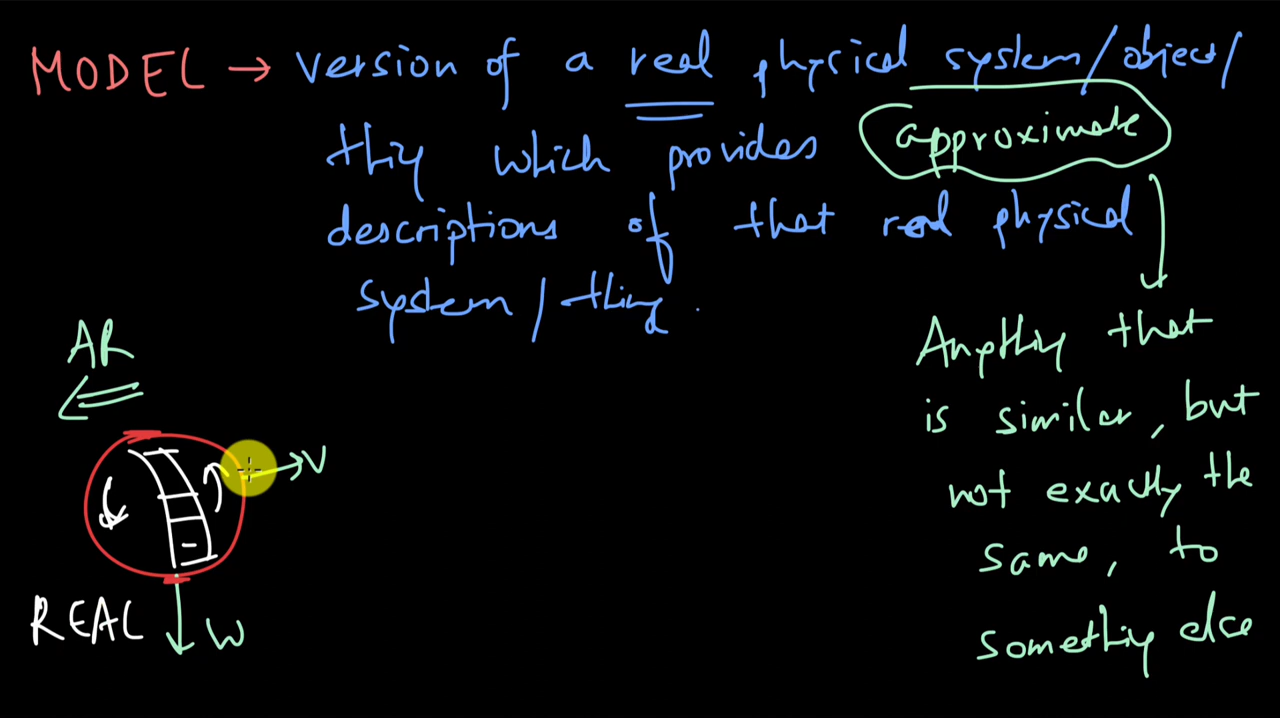 MODEL → version of a real physical system/object/
thing which provides approximate
descriptions of that real physical
system/thing.
Anything that
is similar, but
not exactly the
same, to
something else
AR
V
REAL
W